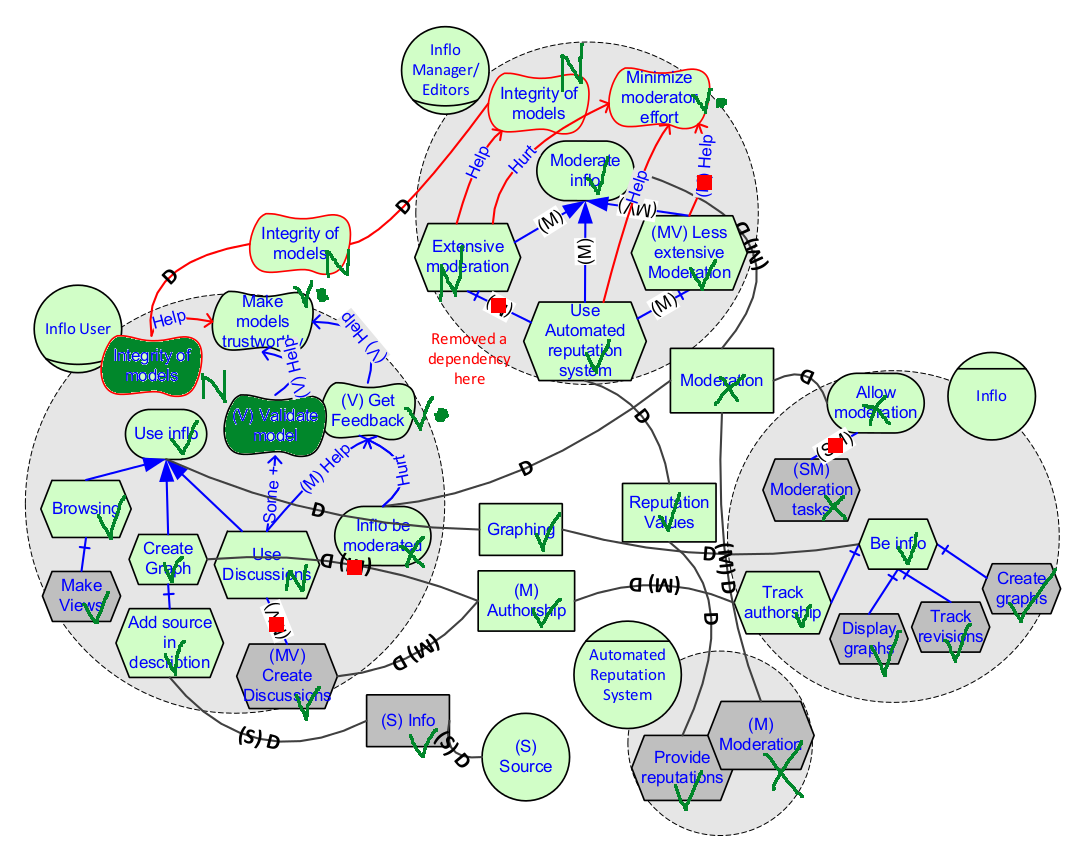 Inflo
Manager/
Editors
Integrity of
models
N
Minimize
moderator
effort
Help
Hurt
Help
Help
Moderate
inflo
(M)
(M)
(MV)
(M)
Extensive
moderation
N
(MV) Less
extensive
Moderation
Use
Automated
reputation
system
Removed a
dependency
here
D
D
D (M)
Integrity of
models
N
Inflo User
Help
Make
models
trustworthy
(V) Help
(V) Help
Integrity of
models
N
(V) Validate
model
(V) Get
Feedback
Use inflo
Some +
(M) Help
Hurt
Browsing
Create
Graph
Use
Discussions
N
Inflo be
moderated
Make
Views
Add source
in
description
(MV)
Create
Discussions
D
D
D
D
D (M)
D (S)
D (S)
Moderation
D
Graphing
Reputation
Values
(M)
Authorship
D
D (M)
D (M)
D
(S) Info
(S)
Source
Inflo
Allow
moderation
(SM)
(SM)
Moderation
tasks
Be inflo
Track
authorship
Display
graphs
Track
revisions
Create
graphs
Automated
Reputation
System
Provide
reputations
(M)
Moderation